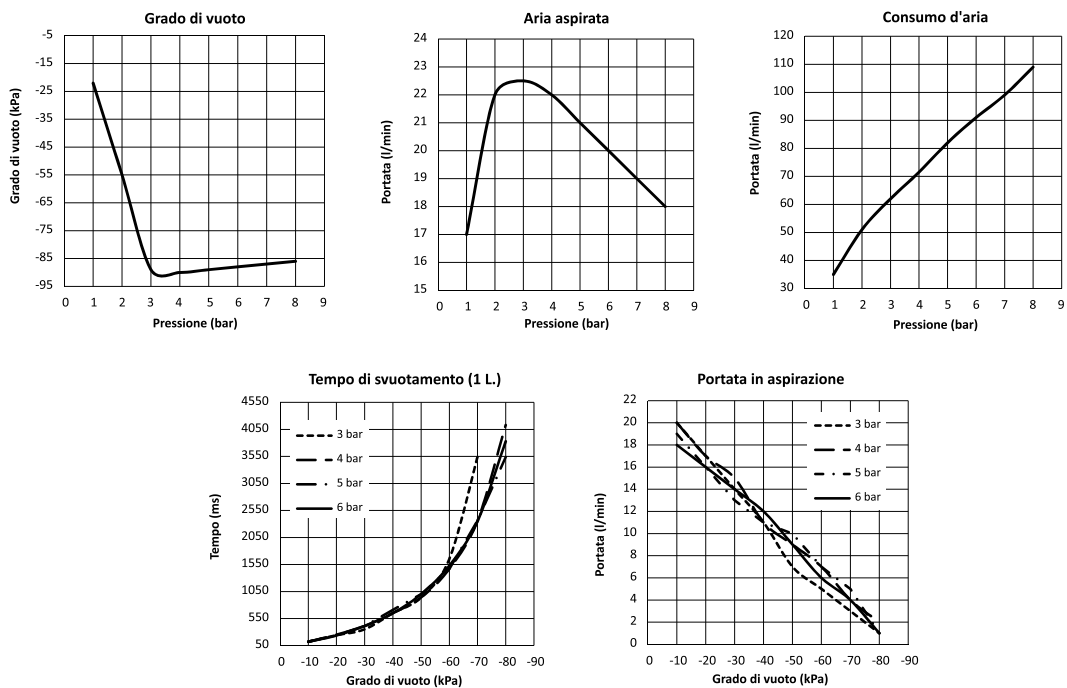 Grado di vuoto
-5
-15
-25
-35
-45
-55
-65
-75
-85
-95
Grado di vuoto (kPa)
0 1 2 3 4 5 6 7 8 9
Pressione (bar)
Aria aspirata
24
23
22
21
20
19
18
17
16
15
Portata (l/min)
0 1 2 3 4 5 6 7 8 9
Pressione (bar)
Consumo d'aria
120
110
100
90
80
70
60
50
40
30
Portata (l/min)
0 1 2 3 4 5 6 7 8 9
Pressione (bar)
Tempo di svuotamento (1 L.)
4550
4050
3550
3050
2550
2050
1550
1050
550
50
Tempo (ms)
3 bar
4 bar
5 bar
6 bar
0 -10 -20 -30 -40 -50 -60 -70 -80 -90
Grado di vuoto (kPa)
Portata in aspirazione
22
20
18
16
14
12
10
8
6
4
2
0
Portata (l/min)
3 bar
4 bar
5 bar
6 bar
0 -10 -20 -30 -40 -50 -60 -70 -80 -90
Grado di vuoto (kPa)